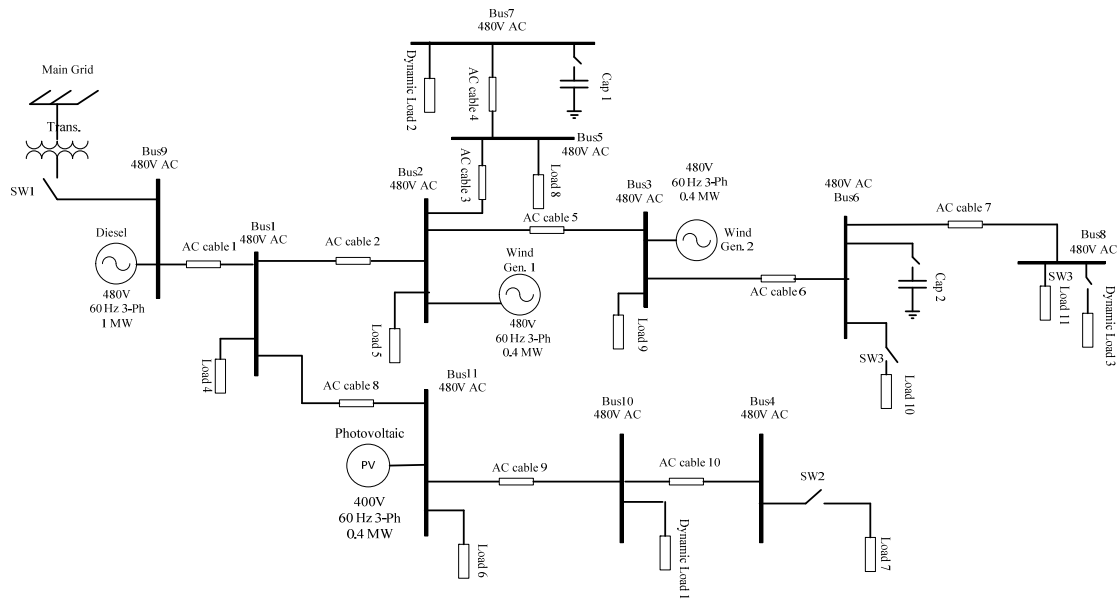 Bus7
480V AC
Main Grid
Trans.
SW1
Bus9
480V AC
Diesel
480V
60 Hz 3-Ph
1 MW
AC cable 1
Bus1
480V AC
AC cable 2
Load 4
AC cable 8
Bus2
480V AC
Load 5
AC cable 3
Dynamic Load 2
AC cable 4
Cap 1
Bus5
480V AC
Load 8
AC cable 5
Wind
Gen. 1
480V
60 Hz 3-Ph
0.4 MW
Bus3
480V AC
480V
60 Hz 3-Ph
0.4 MW
Wind
Gen. 2
Load 9
AC cable 6
480V AC
Bus6
AC cable 7
Cap 2
SW3
Load 10
Bus8
480V AC
SW3
Load 11
Dynamic Load 3
Bus11
480V AC
Photovoltaic
PV
400V
60 Hz 3-Ph
0.4 MW
Load 6
AC cable 9
Bus10
480V AC
Dynamic Load 1
AC cable 10
Bus4
480V AC
SW2
Load 7